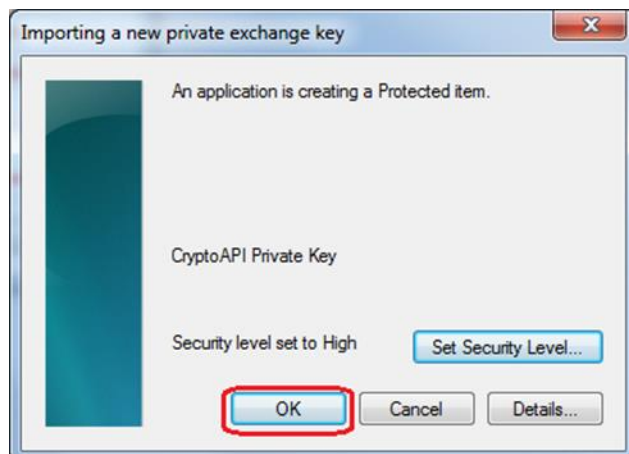 Importing a new private exchange key
An application is creating a Protected item.
CryptoAPI Private Key
Security level set to High
Set Security Level...
OK
Cancel
Details...